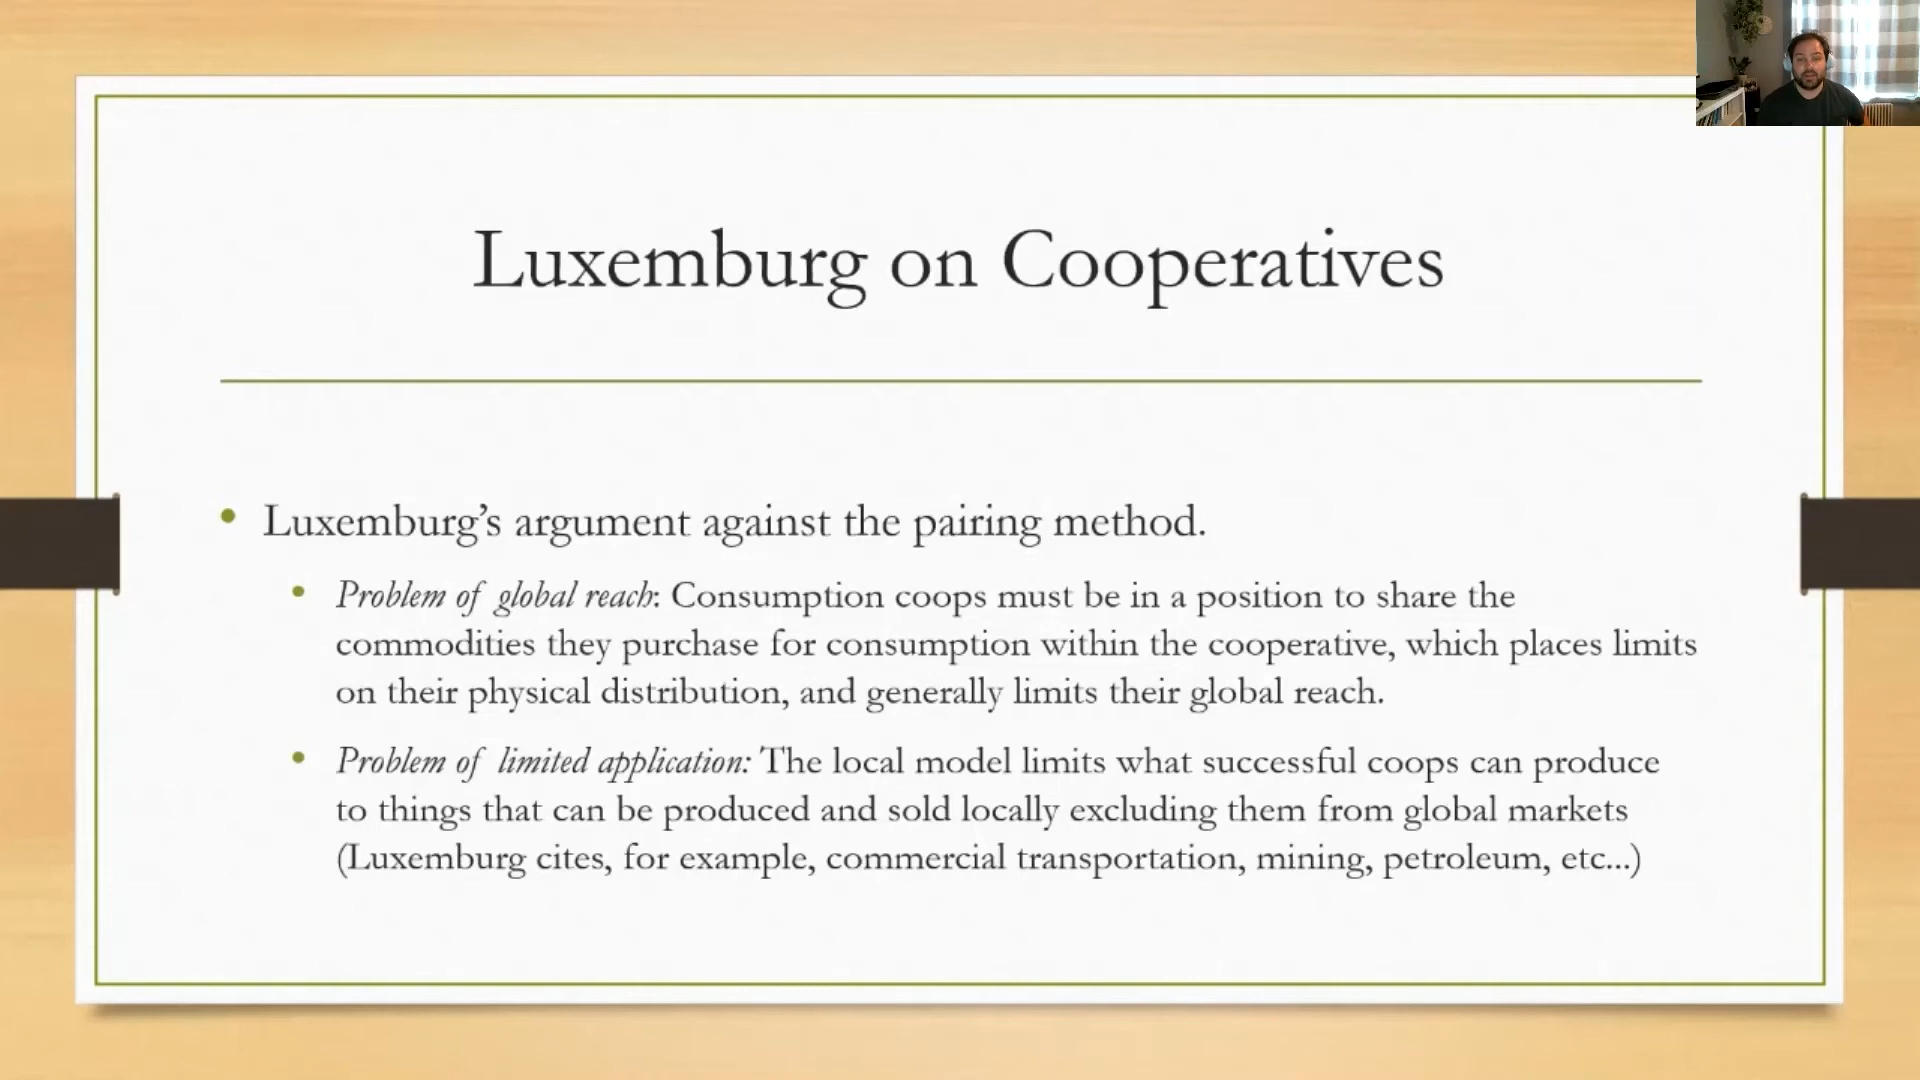 Luxemburg on Cooperatives
• Luxemburg’s argument against the pairing method.
• Problem of global reach: Consumption coops must be in a position to share the
commodities they purchase for consumption within the cooperative, which places limits
on their physical distribution, and generally limits their global reach.
• Problem of limited application: The local model limits what successful coops can produce
to things that can be produced and sold locally excluding them from global markets
(Luxemburg cites, for example, commercial transportation, mining, petroleum, etc...)